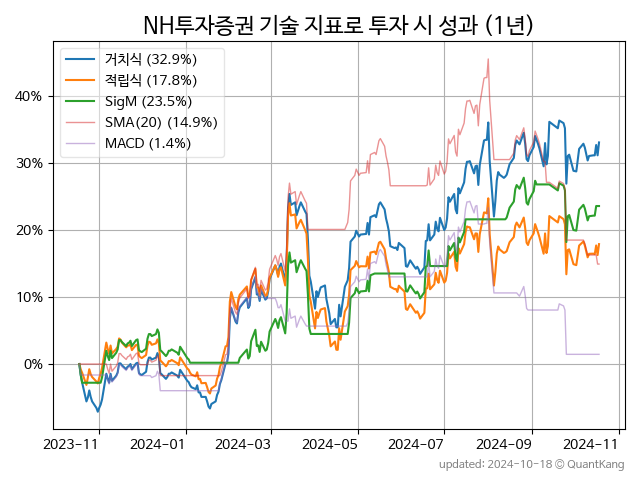 NH투자증권 기술 지표로 투자 시 성과 (1년)
거치식 (32.9%)
적립식 (17.8%)
SigM (23.5%)
SMA(20) (14.9%)
MACD (1.4%)
40%
30%
20%
10%
0%
2023-11 2024-01 2024-03 2024-05 2024-07 2024-09 2024-11
updated: 2024-10-18 © QuantKang